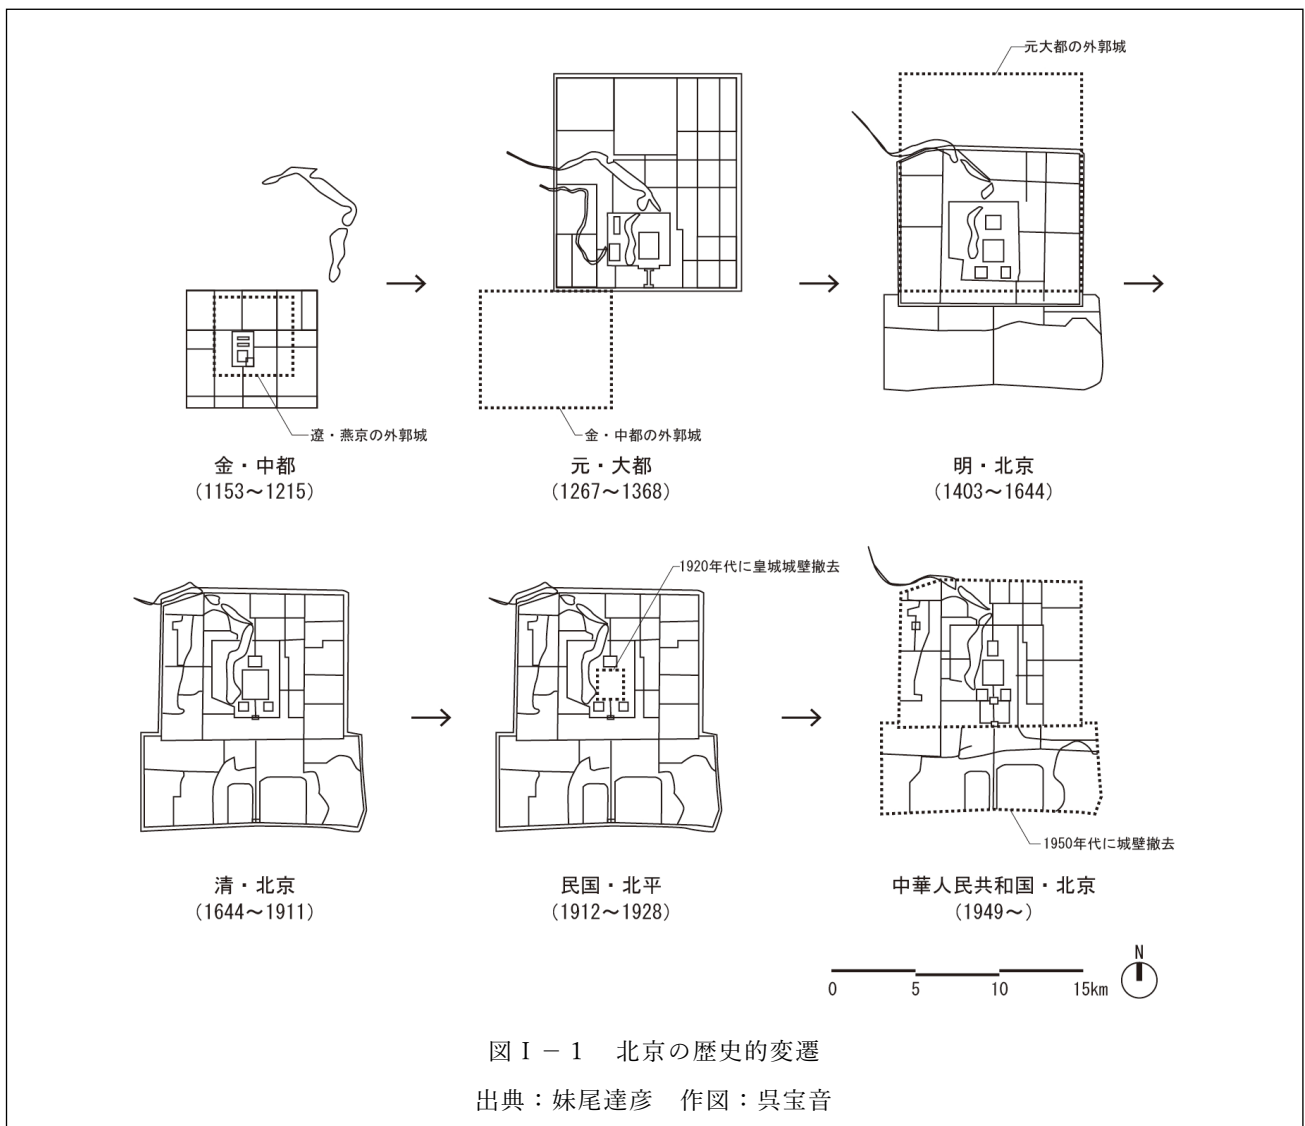 元大都の外郭城
遼・燕京の外郭城
金・中都の外郭城
金・中都
(1153〜1215)
元・大都
(1267〜1368)
明・北京
(1403〜1644)
1920年代に皇城城壁撤去
1950年代に城壁撤去
清・北京
(1644〜1911)
民国・北平
(1912〜1928)
中華人民共和国・北京
(1949〜)
N
0 5 10 15km
図Ⅰ－1 北京の歴史的変遷
出典：妹尾達彦 作図：呉宝音